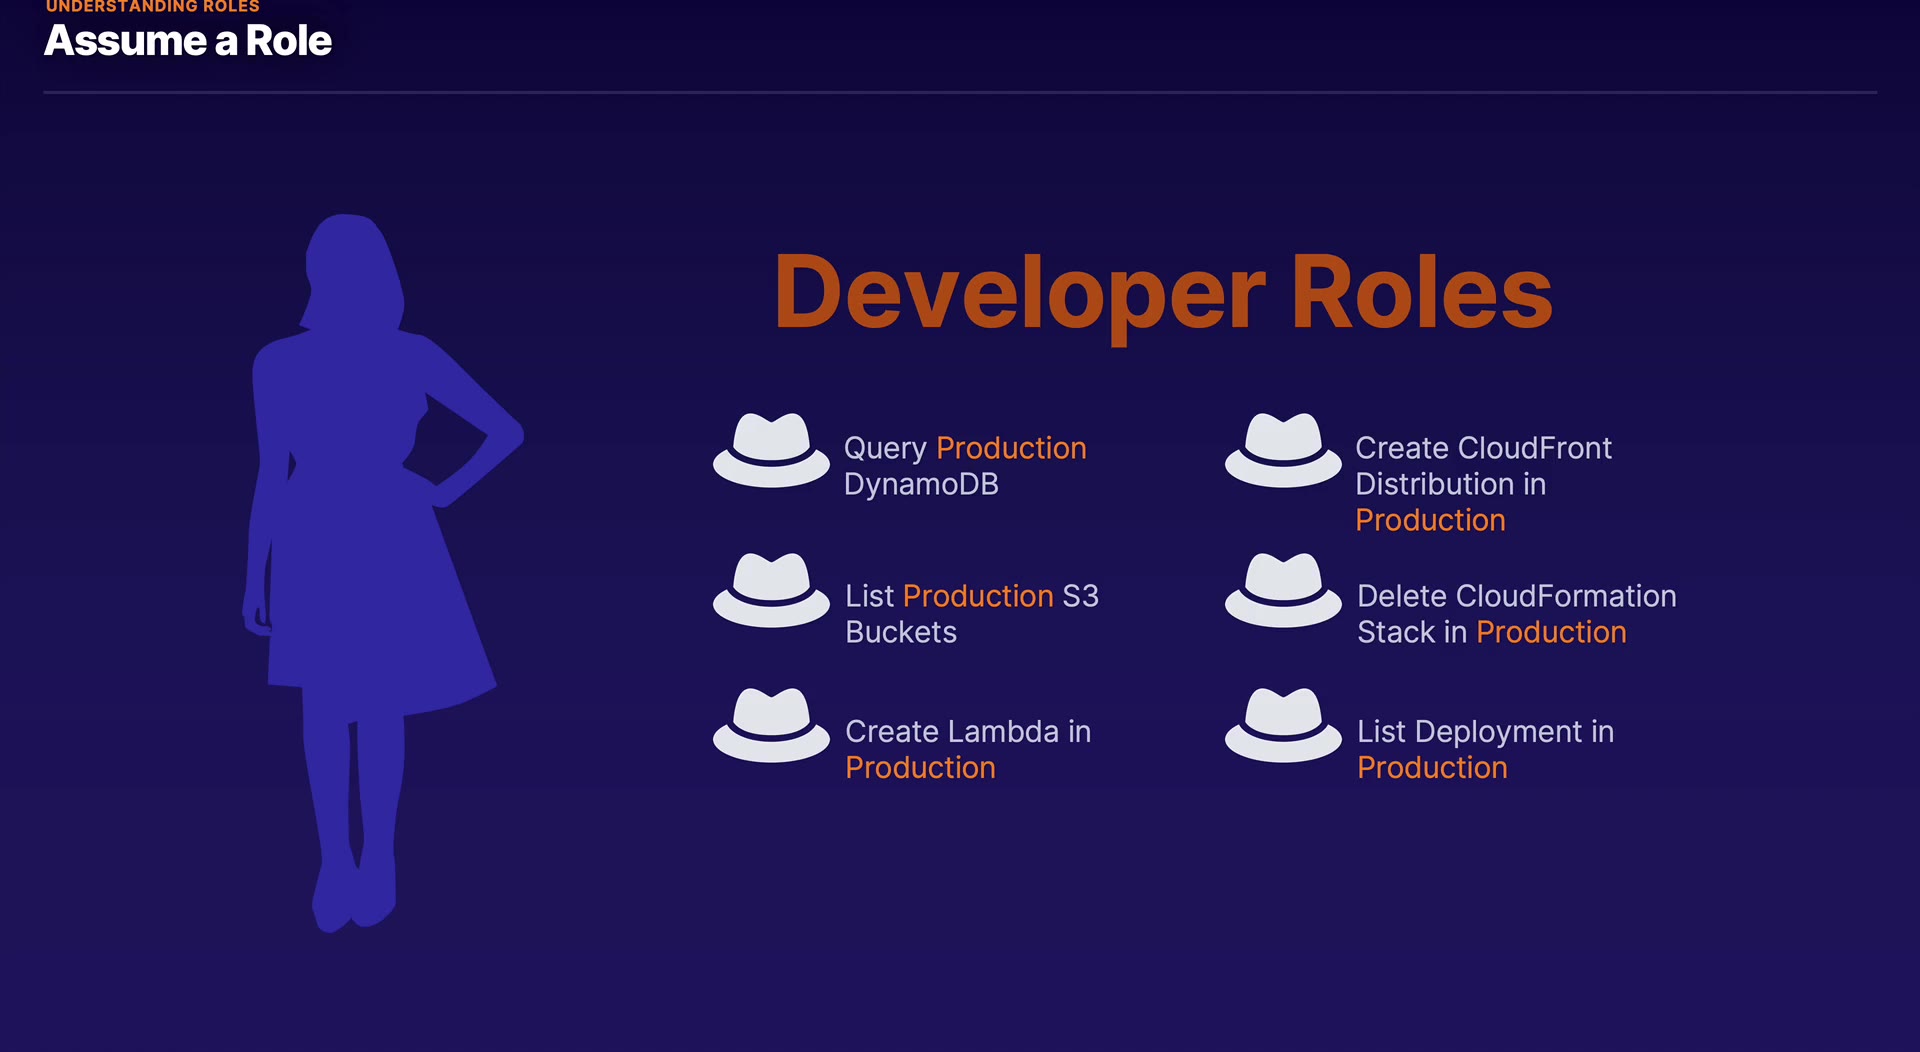 UNDERSTANDING ROLES
Assume a Role
Developer Roles
Query Production
DynamoDB
List Production S3
Buckets
Create Lambda in
Production
Create CloudFront
Distribution in
Production
Delete CloudFormation
Stack in Production
List Deployment in
Production